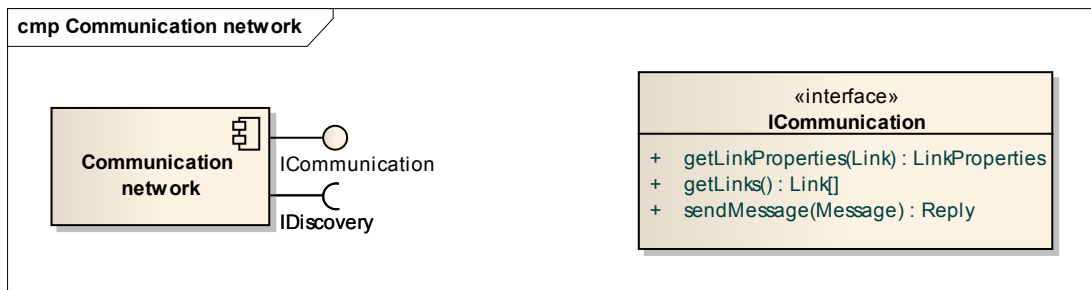 cmp Communication network
Communication
network
ICommunication
IDiscovery
«interface»
ICommunication
+ getLinkProperties(Link) : LinkProperties
+ getLinks() : Link[]
+ sendMessage(Message) : Reply